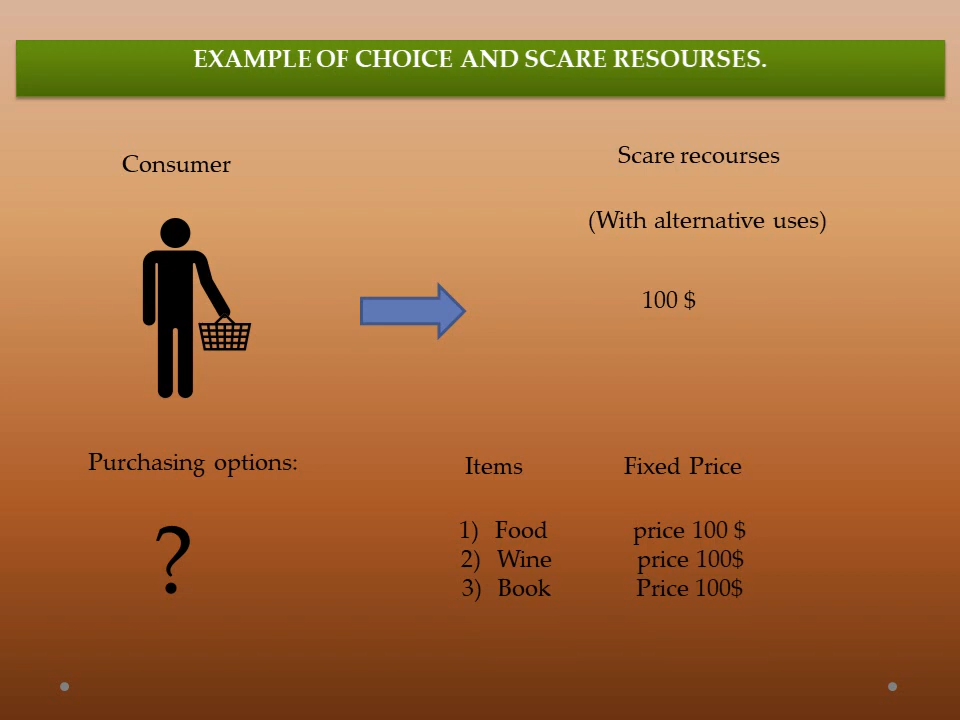 EXAMPLE OF CHOICE AND SCARE RESOURSES.
Consumer
Scare recourses
(With alternative uses)
100 $
Purchasing options:
?
Items Fixed Price
1) Food price 100 $
2) Wine price 100$
3) Book Price 100$